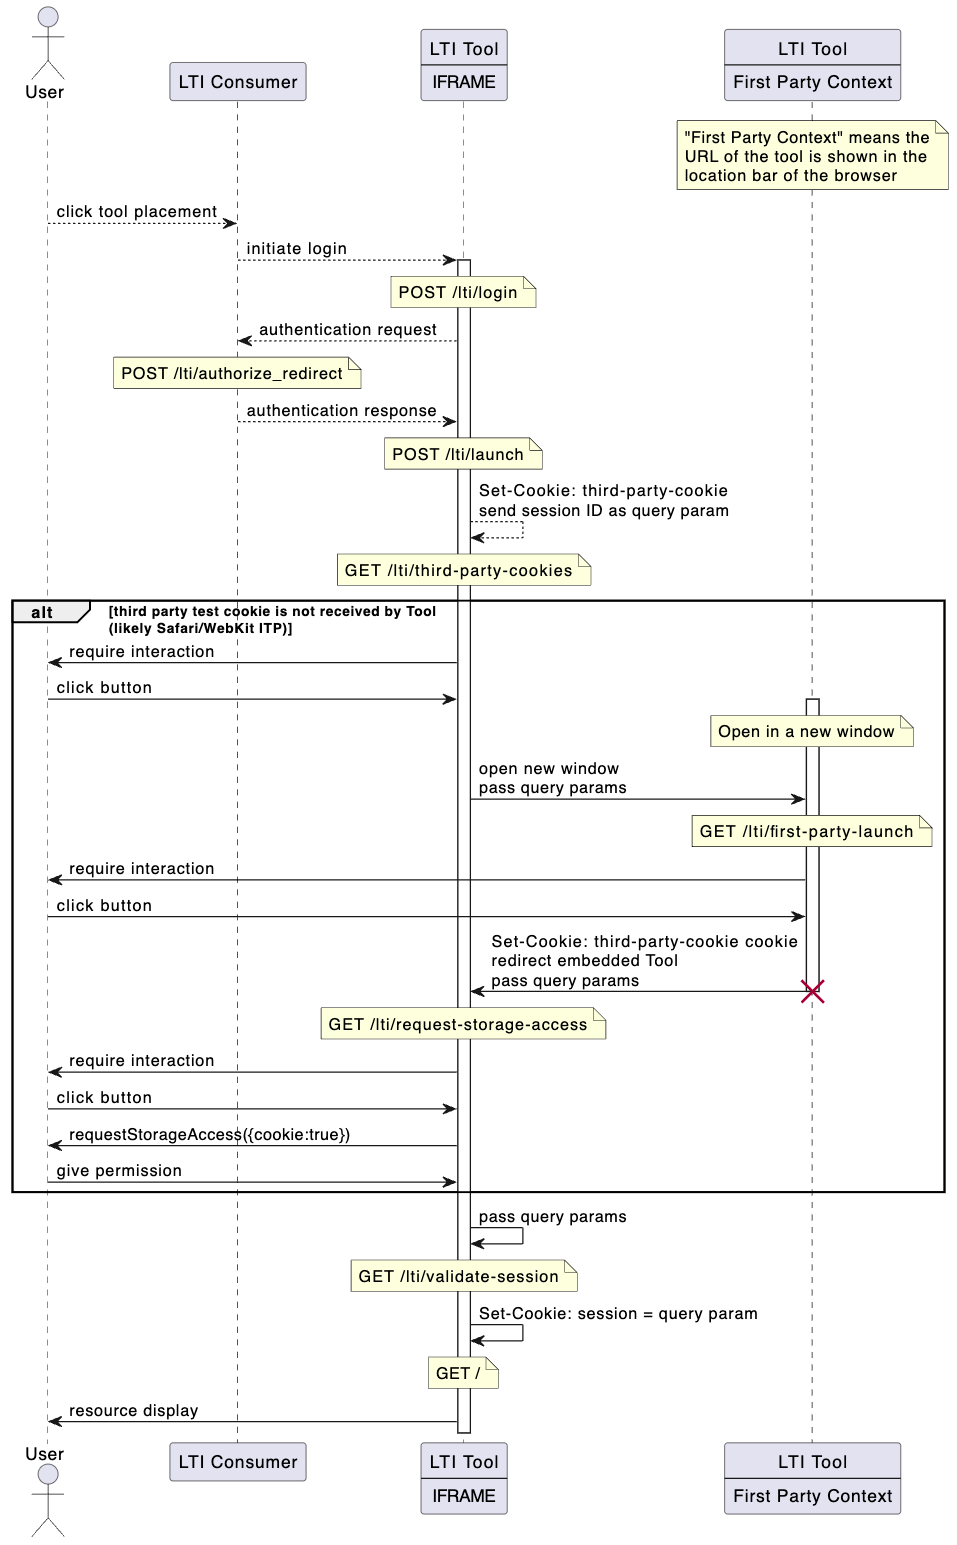 User
LTI Consumer
LTI Tool
IFRAME
LTI Tool
First Party Context
"First Party Context" means the
URL of the tool is shown in the
location bar of the browser
click tool placement
initiate login
POST /lti/login
authentication request
POST /lti/authorize_redirect
authentication response
POST /lti/launch
Set-Cookie: third-party-cookie
send session ID as query param
GET /lti/third-party-cookies
alt
[third party test cookie is not received by Tool
(likely Safari/WebKit ITP)]
require interaction
click button
Open in a new window
open new window
pass query params
GET /lti/first-party-launch
require interaction
click button
Set-Cookie: third-party-cookie cookie
redirect embedded Tool
pass query params
GET /lti/request-storage-access
require interaction
click button
requestStorageAccess({cookie:true})
give permission
pass query params
GET /lti/validate-session
Set-Cookie: session = query param
GET /
resource display
User
LTI Consumer
LTI Tool
IFRAME
LTI Tool
First Party Context